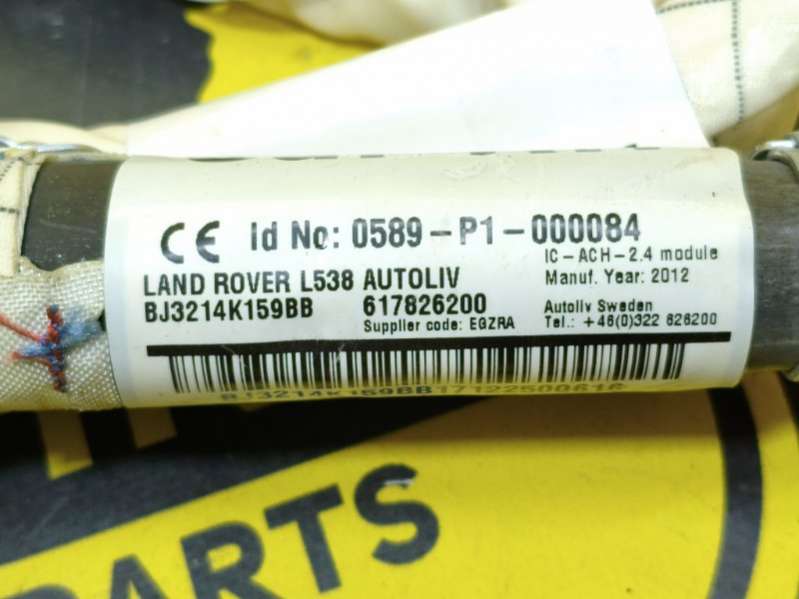 CE Id No: 0589-P1-000084
IC-ACH-2.4 module
LAND ROVER L538 AUTOLIV
Manuf. Year: 2012
BJ3214K159BB 617826200
Autoliv Sweden
Supplier code: EGZRA
Tel.: +46(0)322 626200
BJ3214K159BB17122500616
PARTS